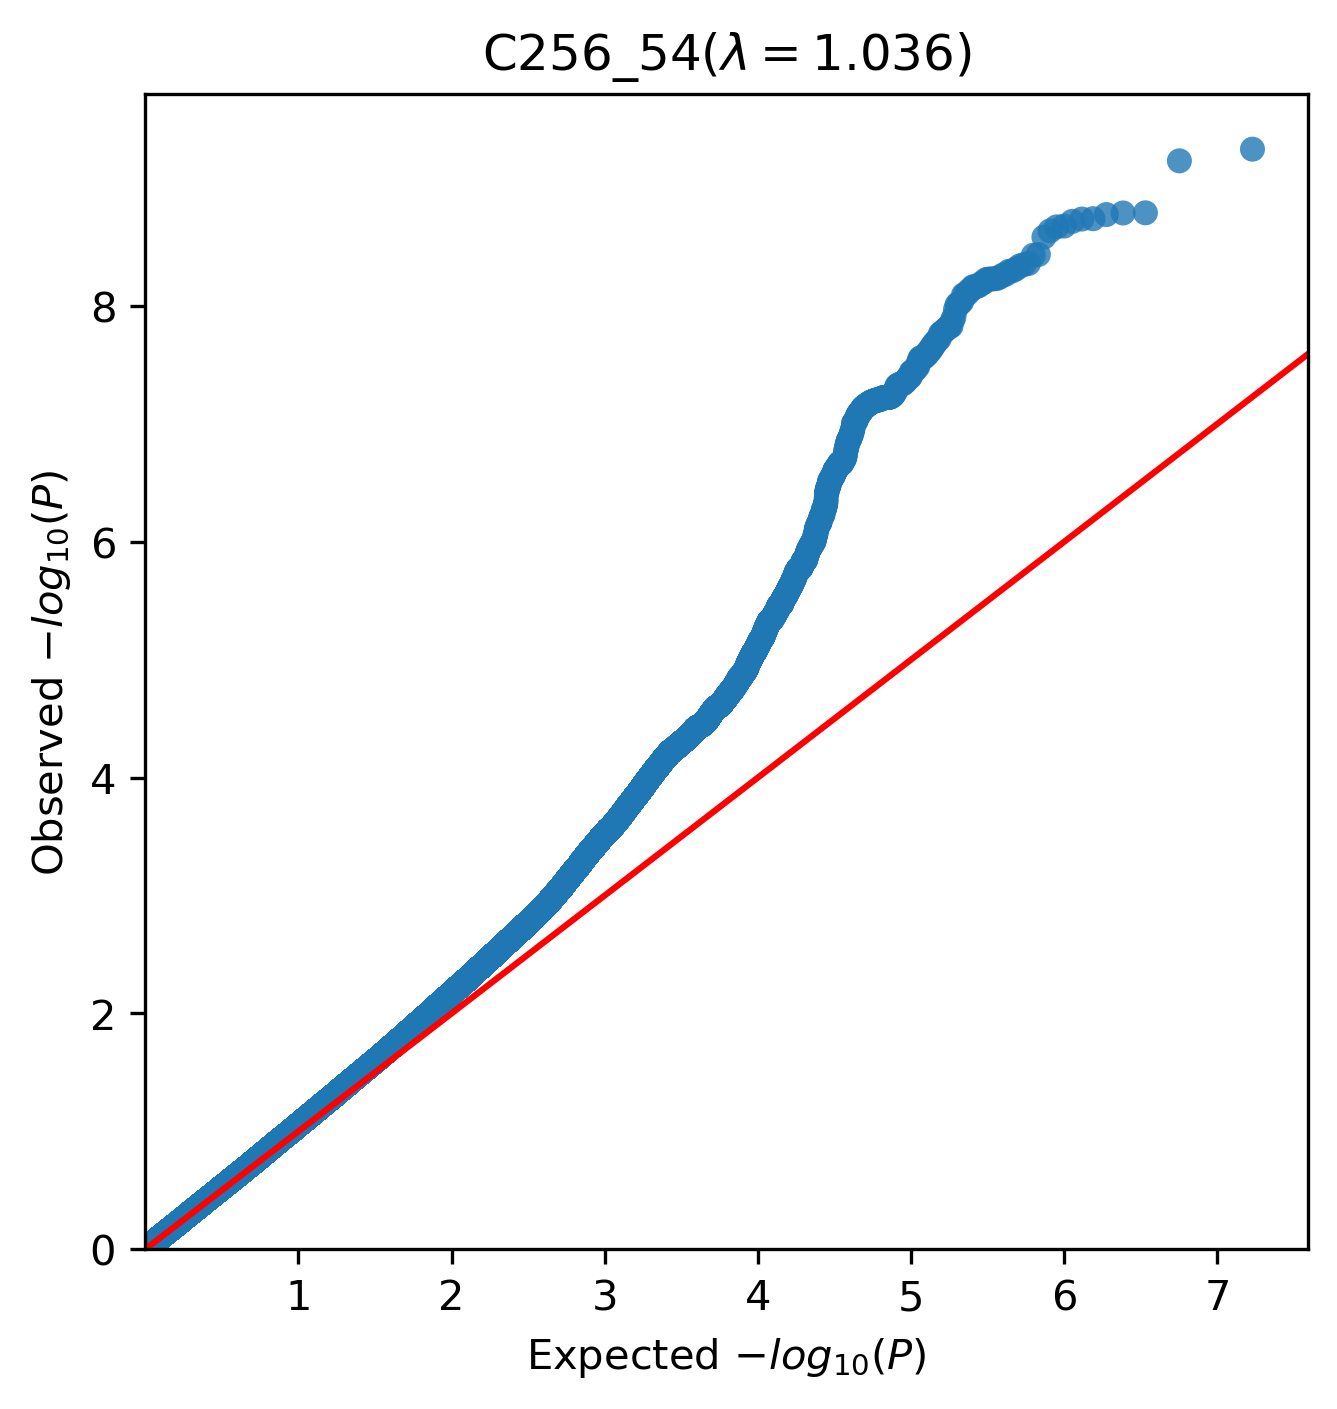 C256_54(λ = 1.036)
Observed −log₁₀(P)
8
6
4
2
0
1 2 3 4 5 6 7
Expected −log₁₀(P)